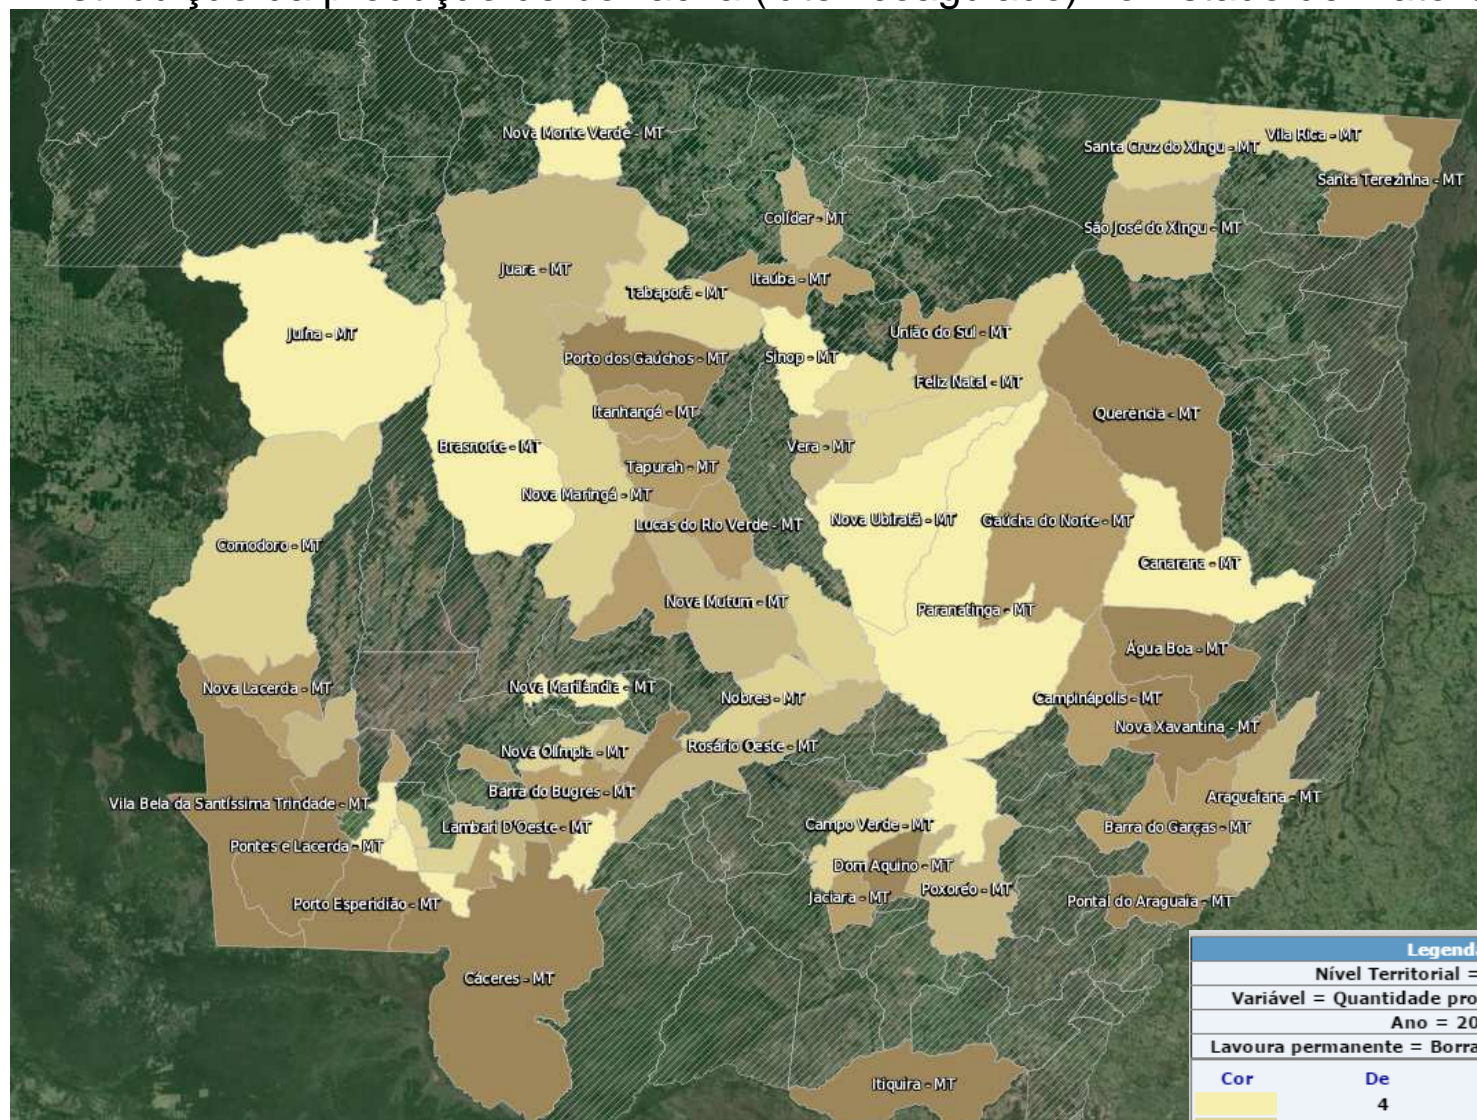 Nova Monte Verde - MT
Vila Rica - MT
Santa Cruz do Xingu - MT
Santa Terezinha - MT
Colíder - MT
São José do Xingu - MT
Juara - MT
Itaúba - MT
Tabaporã - MT
Juína - MT
União do Sul - MT
Porto dos Gaúchos - MT
Sinop - MT
Feliz Natal - MT
Itanhangá - MT
Querência - MT
Brasnorte - MT
Vera - MT
Tapurah - MT
Nova Maringá - MT
Lucas do Rio Verde - MT
Nova Ubiratã - MT
Gaúcha do Norte - MT
Comodoro - MT
Canarana - MT
Nova Mutum - MT
Paranatinga - MT
Água Boa - MT
Nova Lacerda - MT
Nova Marilândia - MT
Nobres - MT
Campinápolis - MT
Nova Xavantina - MT
Nova Olímpia - MT
Rosário Oeste - MT
Barra do Bugres - MT
Araguaiana - MT
Vila Bela da Santíssima Trindade - MT
Lambari D'Oeste - MT
Campo Verde - MT
Barra do Garças - MT
Pontes e Lacerda - MT
Dom Aquino - MT
Poxoréo - MT
Jaciara - MT
Pontal do Araguaia - MT
Porto Esperidião - MT
Cáceres - MT
Itiquira - MT
Legend
Nível Territorial =
Variável = Quantidade pro
Ano = 20
Lavoura permanente = Borra
Cor De
4